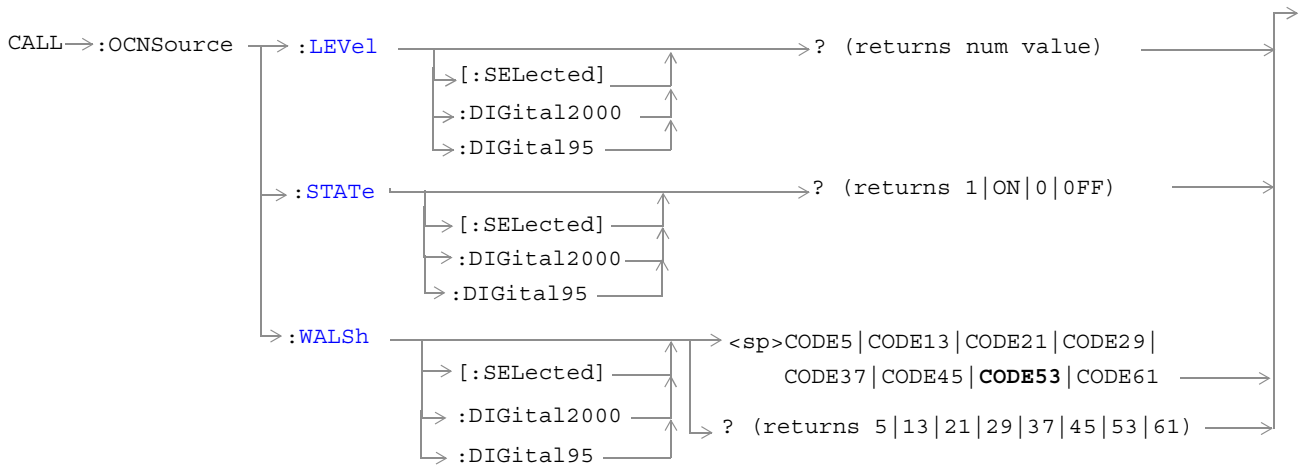 CALL :OCNSource :LEVel ? (returns num value)
[:SELected]
:DIGital2000
:DIGital95
:STATe ? (returns 1|ON|0|0FF)
[:SELected]
:DIGital2000
:DIGital95
:WALSh <sp>CODE5|CODE13|CODE21|CODE29|
[:SELected] CODE37|CODE45|CODE53|CODE61
:DIGital2000 ? (returns 5|13|21|29|37|45|53|61)
:DIGital95